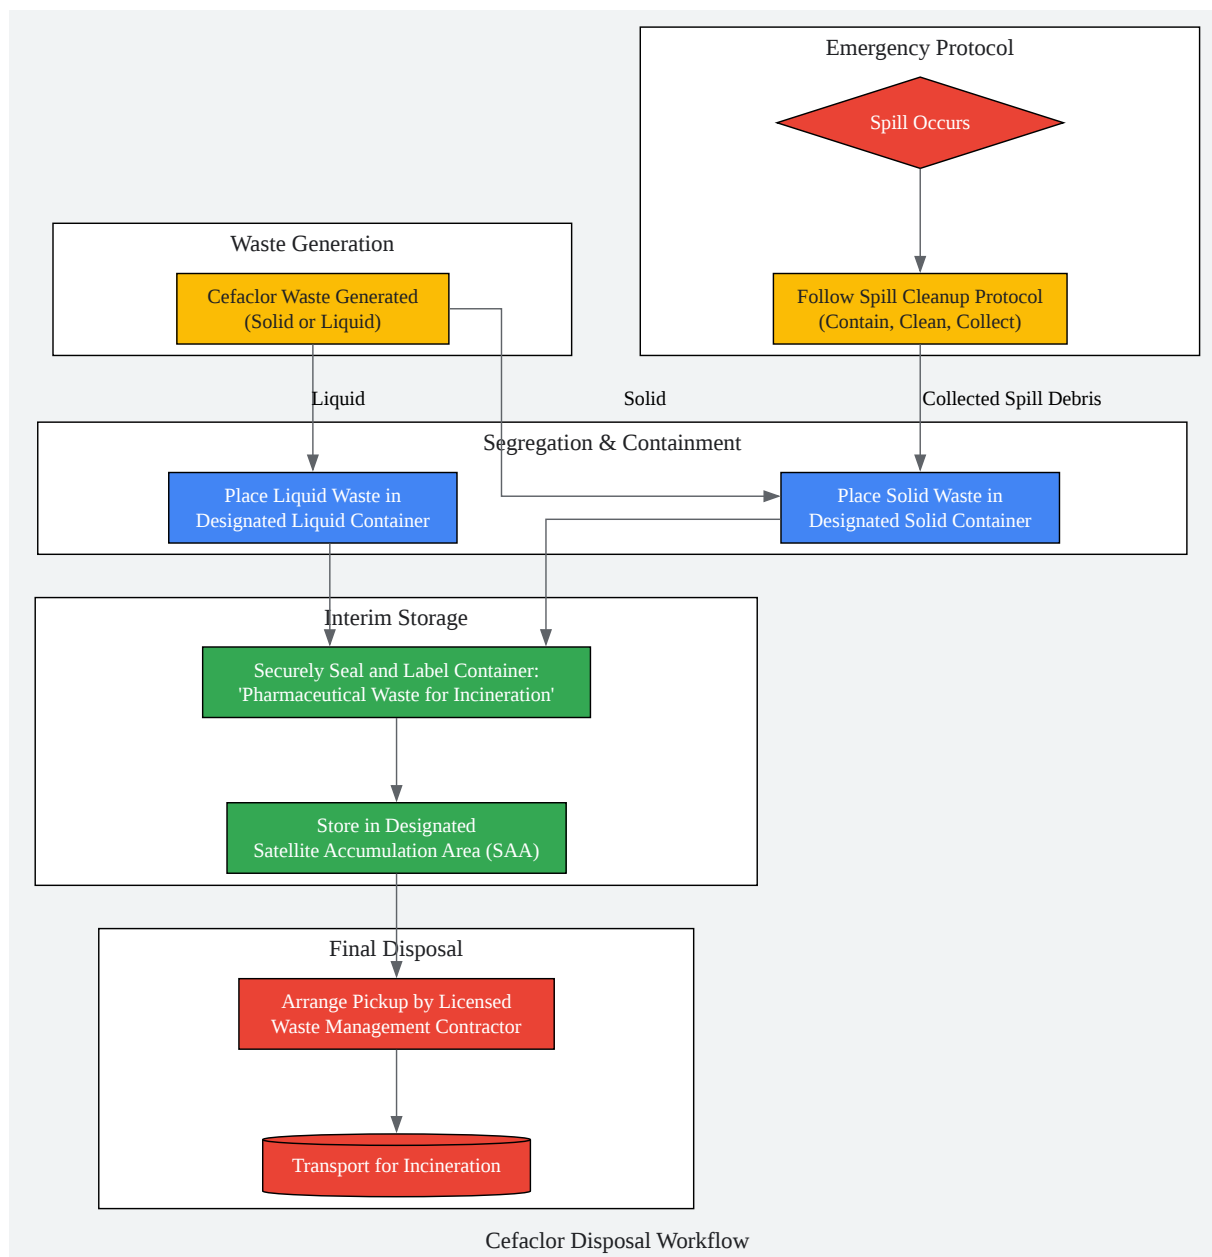 Emergency Protocol
Spill Occurs
Waste Generation
Cefaclor Waste Generated
(Solid or Liquid)
Follow Spill Cleanup Protocol
(Contain, Clean, Collect)
Liquid
Solid
Collected Spill Debris
Segregation & Containment
Place Liquid Waste in
Designated Liquid Container
Place Solid Waste in
Designated Solid Container
Interim Storage
Securely Seal and Label Container:
'Pharmaceutical Waste for Incineration'
Store in Designated
Satellite Accumulation Area (SAA)
Final Disposal
Arrange Pickup by Licensed
Waste Management Contractor
Transport for Incineration
Cefaclor Disposal Workflow